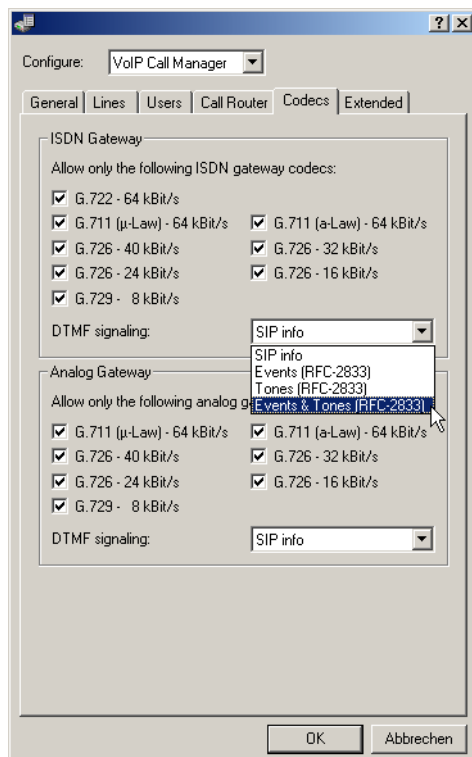 Configure: VoIP Call Manager
General Lines Users Call Router Codecs Extended
ISDN Gateway
Allow only the following ISDN gateway codecs:
G.722 - 64 kBit/s
G.711 (µ-Law) - 64 kBit/s G.711 (a-Law) - 64 kBit/s
G.726 - 40 kBit/s G.726 - 32 kBit/s
G.726 - 24 kBit/s G.726 - 16 kBit/s
G.729 - 8 kBit/s
DTMF signaling: SIP info
SIP info
Events (RFC-2833)
Tones (RFC-2833)
Events & Tones (RFC-2833)
Analog Gateway
Allow only the following analog g
G.711 (µ-Law) - 64 kBit/s G.711 (a-Law) - 64 kBit/s
G.726 - 40 kBit/s G.726 - 32 kBit/s
G.726 - 24 kBit/s G.726 - 16 kBit/s
G.729 - 8 kBit/s
DTMF signaling: SIP info
OK Abbrechen